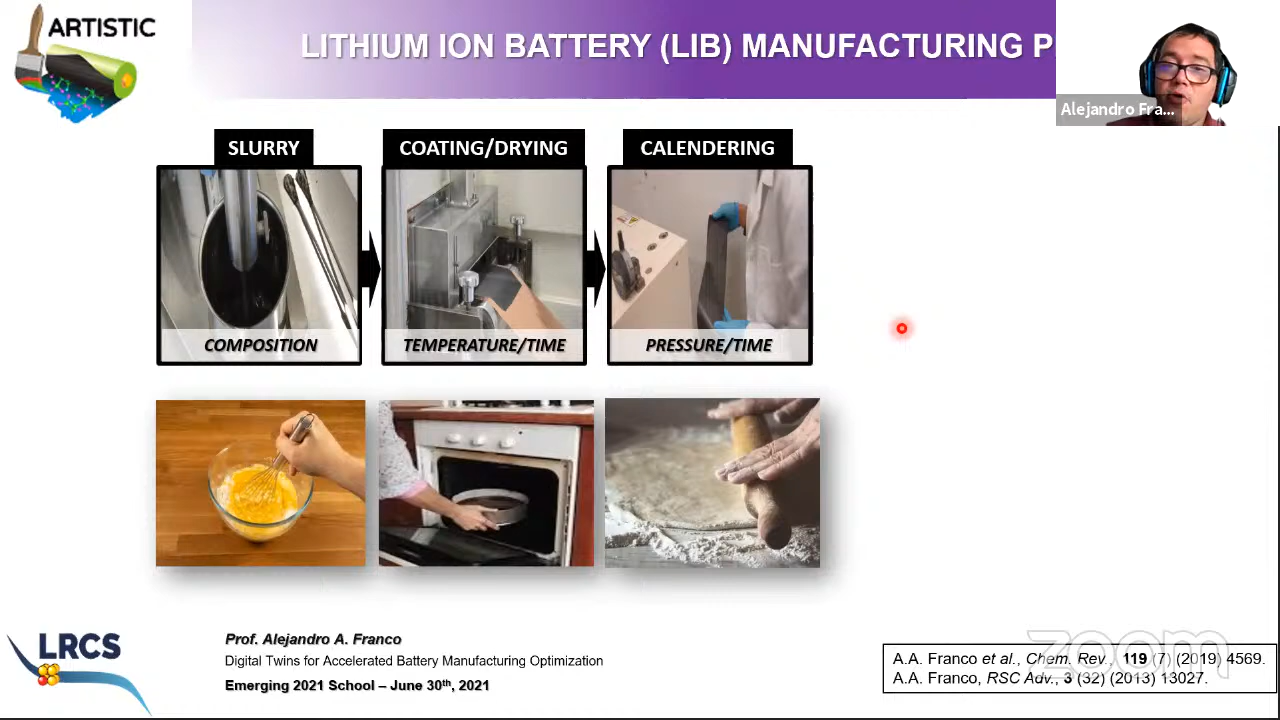 ARTISTIC
LITHIUM ION BATTERY (LIB) MANUFACTURING P
Alejandro Fra...
SLURRY
COATING/DRYING
CALENDERING
COMPOSITION
TEMPERATURE/TIME
PRESSURE/TIME
LRCS
Prof. Alejandro A. Franco
Digital Twins for Accelerated Battery Manufacturing Optimization
Emerging 2021 School – June 30th, 2021
zoom
A.A. Franco et al., Chem. Rev., 119 (7) (2019) 4569.
A.A. Franco, RSC Adv., 3 (32) (2013) 13027.